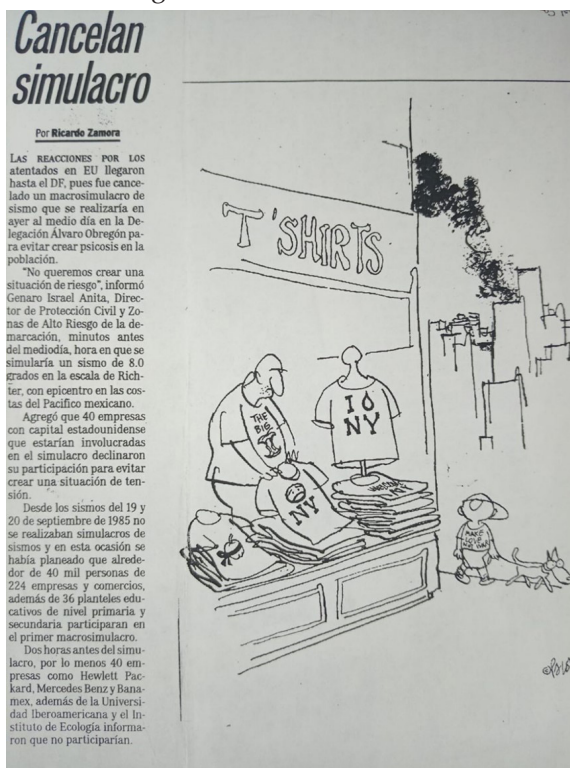 Cancelan
simulacro
Por Ricardo Zamora
LAS REACCIONES POR LOS
atentados en EU llegaron
hasta el DF, pues fue cance-
lado un macrosimulacro de
sismo que se realizaría en
ayer al medio día en la De-
legación Álvaro Obregón pa-
ra evitar crear psicosis en la
población.
"No queremos crear una
situación de riesgo", informó
Genaro Israel Anita, Direc-
tor de Protección Civil y Zo-
nas de Alto Riesgo de la de-
marcación, minutos antes
del mediodía, hora en que se
simularía un sismo de 8.0
grados en la escala de Rich-
ter, con epicentro en las cos-
tas del Pacífico mexicano.
Agregó que 40 empresas
con capital estadounidense
que estarían involucradas
en el simulacro declinaron
su participación para evitar
crear una situación de ten-
sión.
Desde los sismos del 19 y
20 de septiembre de 1985 no
se realizaban simulacros de
sismos y en esta ocasión se
había planeado que alrede-
dor de 40 mil personas de
224 empresas y comercios,
además de 36 planteles edu-
cativos de nivel primaria y
secundaria participaran en
el primer macrosimulacro.
Dos horas antes del simu-
lacro, por lo menos 40 em-
presas como Hewlett Pac-
kard, Mercedes Benz y Bana-
mex, además de la Universi-
dad Iberoamericana y el In-
stituto de Ecología informa-
ron que no participarían.
T'SHIRTS
THE
BIG
I NY
NY
MAKE
LOVE
NOT WAR